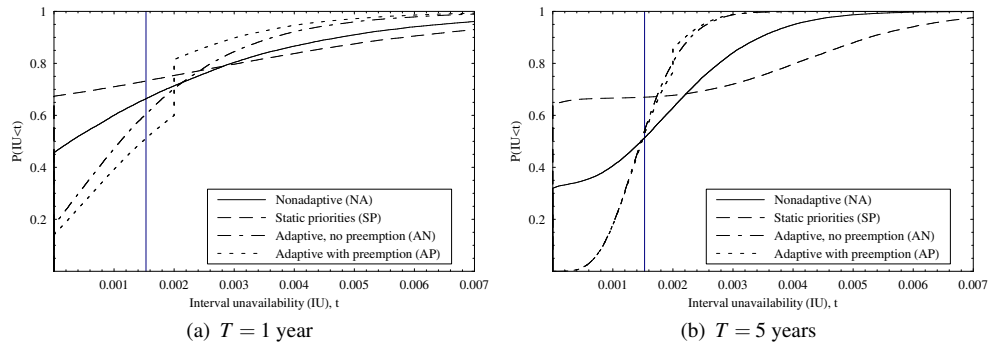 P(IU<t)
1
0.8
0.6
0.4
0.2
Nonadaptive (NA)
Static priorities (SP)
Adaptive, no preemption (AN)
Adaptive with preemption (AP)
0.001 0.002 0.003 0.004 0.005 0.006 0.007
Interval unavailability (IU), t
(a) T = 1 year
P(IU<t)
1
0.8
0.6
0.4
0.2
Nonadaptive (NA)
Static priorities (SP)
Adaptive, no preemption (AN)
Adaptive with preemption (AP)
0.001 0.002 0.003 0.004 0.005 0.006 0.007
Interval unavailability (IU), t
(b) T = 5 years